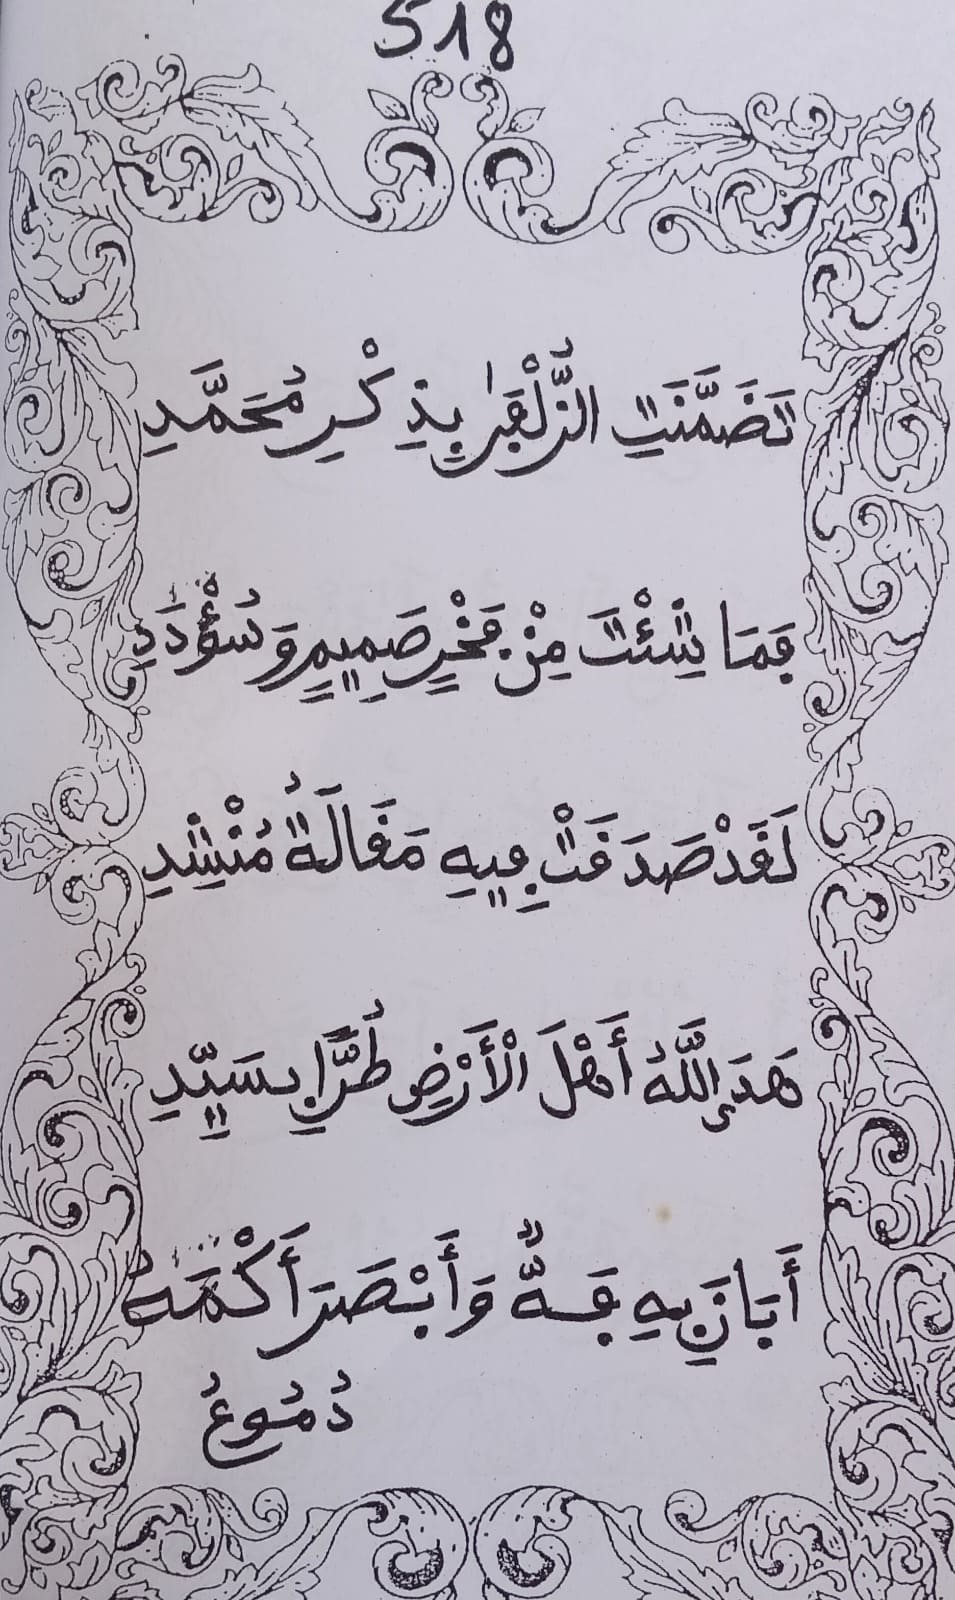 518
تَضَمَّنَتِ الزُّلْفَىٰ بِذِكْرِ مُحَمَّدِ
فَمَا شِئْتَ مِنْ فَخْرٍ صَمِيمٍ وَسُؤْدَدِ
لَقَدْ صَدَقَتْ فِيهِ مَقَالَةُ مُنْشِدِ
هَدَى اللَّهُ أَهْلَ الْأَرْضِ طُرًّا بِسَيِّدِ
أَبَانَ بِهِ فَهٌّ وَأَبْصَرَ أَكْمَهُ
دُمُوعُ